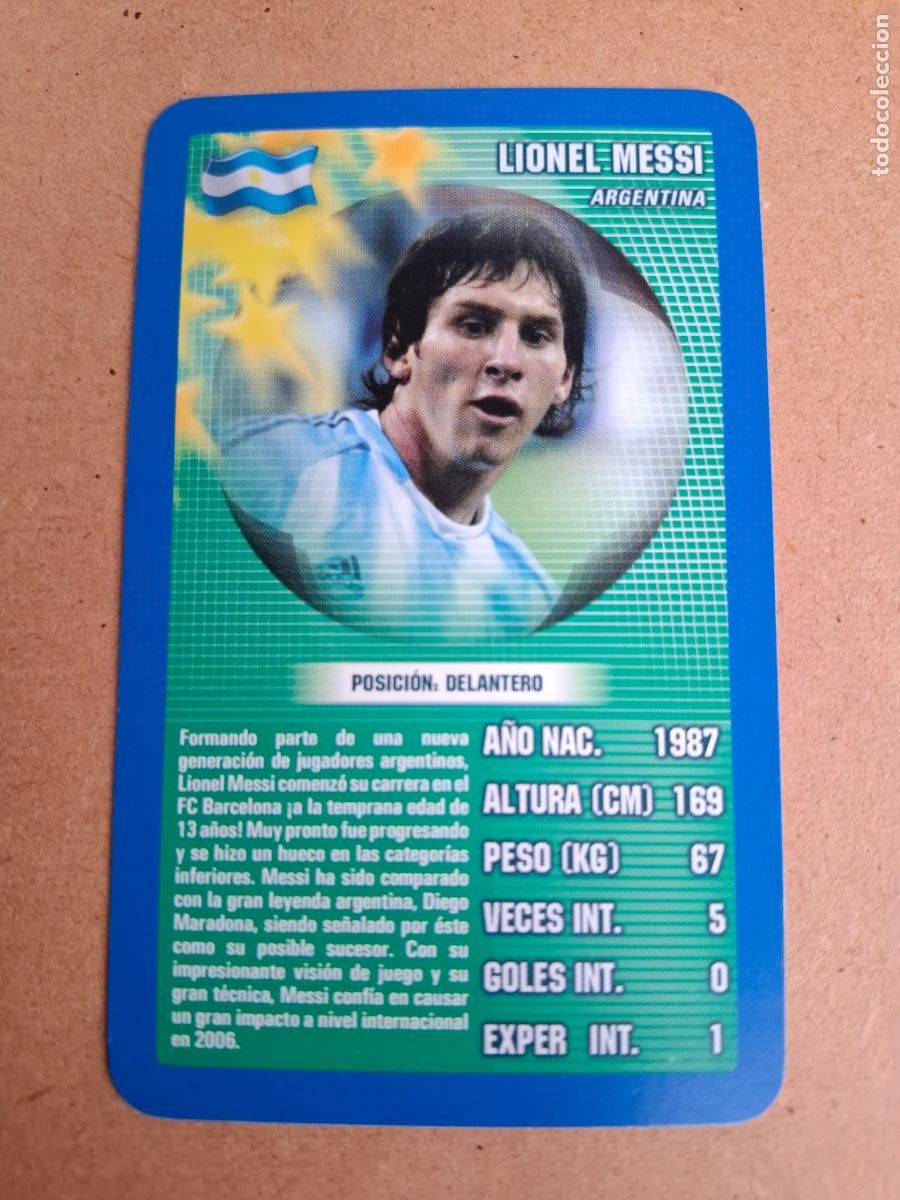 todocoleccion
LIONEL MESSI
ARGENTINA
POSICIÓN: DELANTERO
Formando parte de una nueva
generación de jugadores argentinos,
Lionel Messi comenzó su carrera en el
FC Barcelona ¡a la temprana edad de
13 años! Muy pronto fue progresando
y se hizo un hueco en las categorías
inferiores. Messi ha sido comparado
con la gran leyenda argentina, Diego
Maradona, siendo señalado por éste
como su posible sucesor. Con su
impresionante visión de juego y su
gran técnica, Messi confía en causar
un gran impacto a nivel internacional
en 2006.
AÑO NAC. 1987
ALTURA (CM) 169
PESO (KG) 67
VECES INT. 5
GOLES INT. 0
EXPER INT. 1